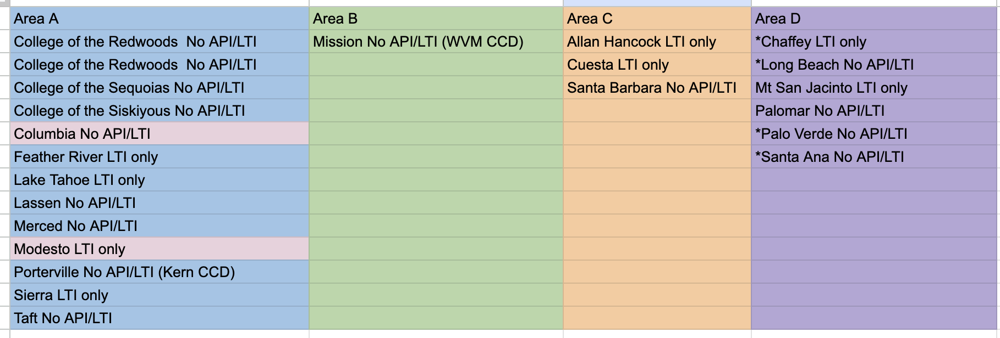 Area A
College of the Redwoods  No API/LTI
College of the Redwoods  No API/LTI
College of the Sequoias No API/LTI
College of the Siskiyous No API/LTI
Columbia No API/LTI
Feather River LTI only
Lake Tahoe LTI only
Lassen No API/LTI
Merced No API/LTI
Modesto LTI only
Porterville No API/LTI (Kern CCD)
Sierra LTI only
Taft No API/LTI
Area B
Mission No API/LTI (WVM CCD)
Area C
Allan Hancock LTI only
Cuesta LTI only
Santa Barbara No API/LTI
Area D
*Chaffey LTI only
*Long Beach No API/LTI
Mt San Jacinto LTI only
Palomar No API/LTI
*Palo Verde No API/LTI
*Santa Ana No API/LTI